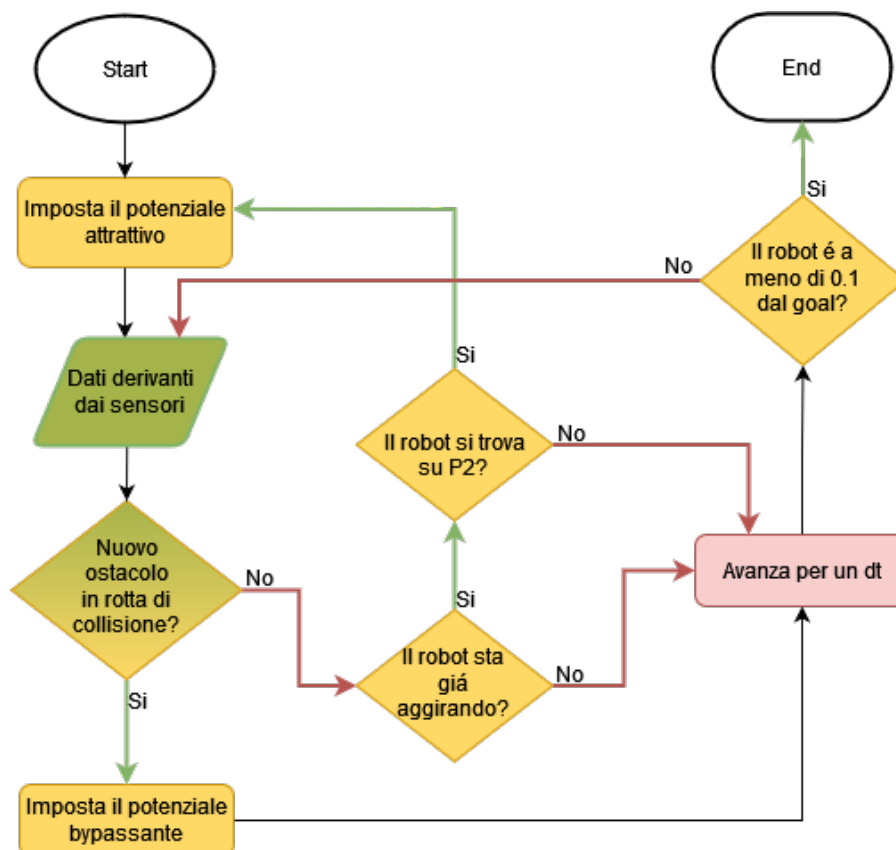 Start
End
Imposta il potenziale
attrattivo
Si
Il robot é a
meno di 0.1
dal goal?
No
Dati derivanti
dai sensori
Si
Il robot si trova
su P2?
No
Nuovo
ostacolo
in rotta di
collisione?
No
Si
Avanza per un dt
Si
Il robot sta
giá
aggirando?
No
Imposta il potenziale
bypassante